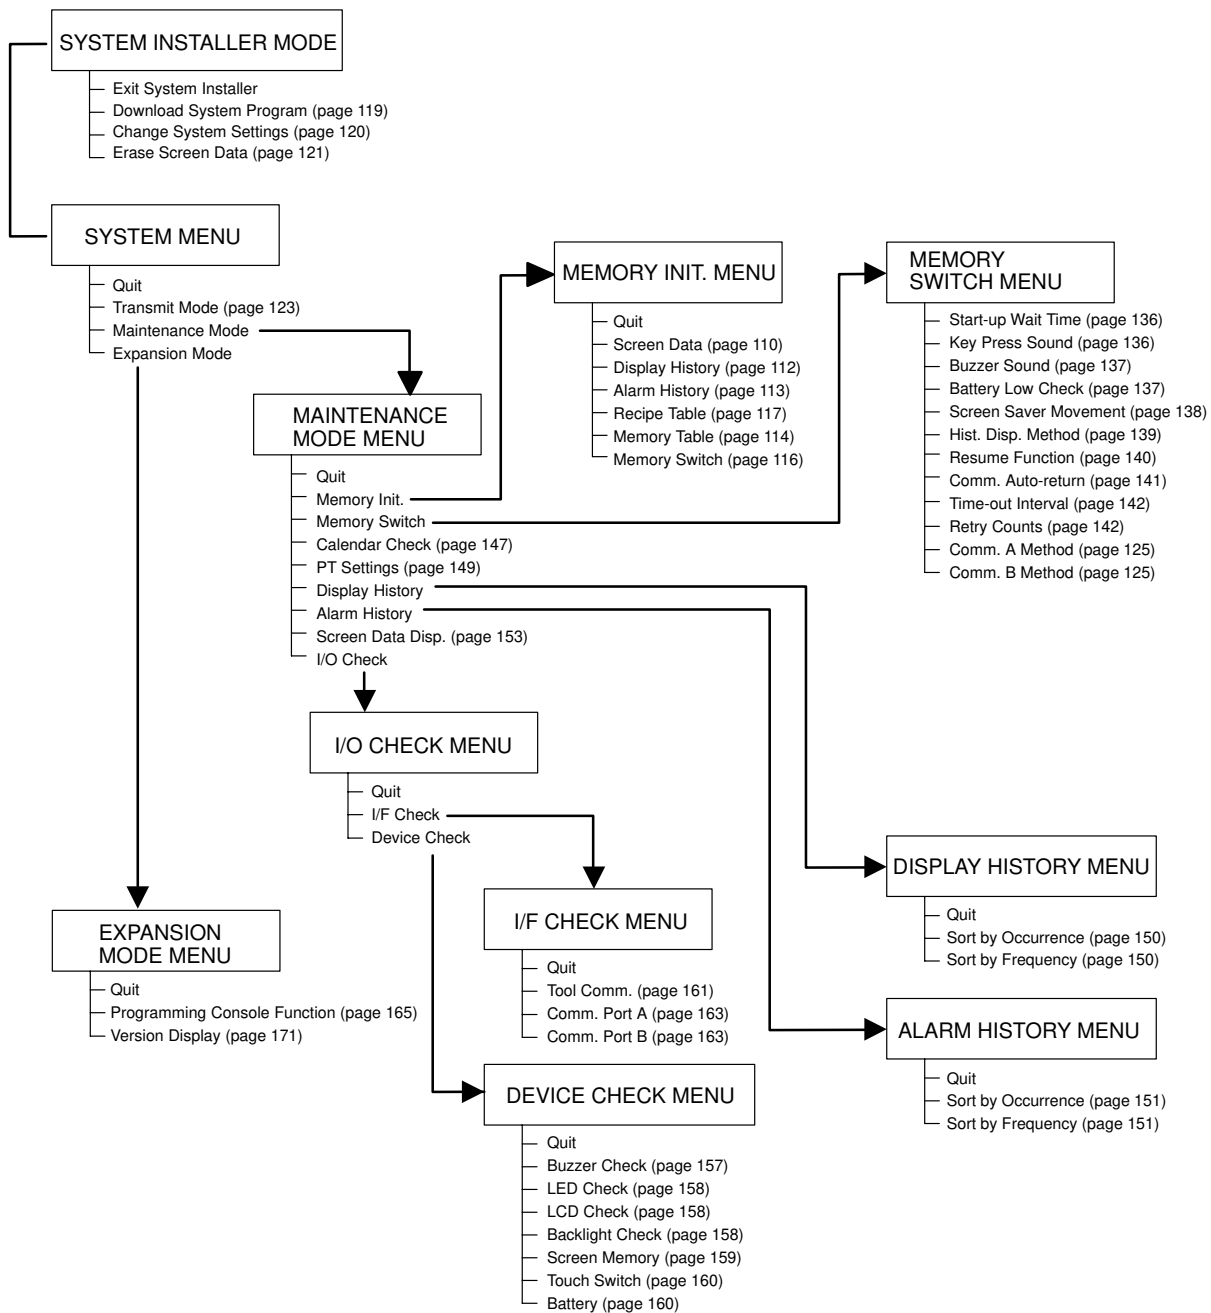 SYSTEM INSTALLER MODE
Exit System Installer
Download System Program (page 119)
Change System Settings (page 120)
Erase Screen Data (page 121)
SYSTEM MENU
Quit
Transmit Mode (page 123)
Maintenance Mode
Expansion Mode
MEMORY INIT. MENU
Quit
Screen Data (page 110)
Display History (page 112)
Alarm History (page 113)
Recipe Table (page 117)
Memory Table (page 114)
Memory Switch (page 116)
MEMORY
SWITCH MENU
Start-up Wait Time (page 136)
Key Press Sound (page 136)
Buzzer Sound (page 137)
Battery Low Check (page 137)
Screen Saver Movement (page 138)
Hist. Disp. Method (page 139)
Resume Function (page 140)
Comm. Auto-return (page 141)
Time-out Interval (page 142)
Retry Counts (page 142)
Comm. A Method (page 125)
Comm. B Method (page 125)
MAINTENANCE
MODE MENU
Quit
Memory Init.
Memory Switch
Calendar Check (page 147)
PT Settings (page 149)
Display History
Alarm History
Screen Data Disp. (page 153)
I/O Check
I/O CHECK MENU
Quit
I/F Check
Device Check
DISPLAY HISTORY MENU
Quit
Sort by Occurrence (page 150)
Sort by Frequency (page 150)
EXPANSION
MODE MENU
Quit
Programming Console Function (page 165)
Version Display (page 171)
I/F CHECK MENU
Quit
Tool Comm. (page 161)
Comm. Port A (page 163)
Comm. Port B (page 163)
ALARM HISTORY MENU
Quit
Sort by Occurrence (page 151)
Sort by Frequency (page 151)
DEVICE CHECK MENU
Quit
Buzzer Check (page 157)
LED Check (page 158)
LCD Check (page 158)
Backlight Check (page 158)
Screen Memory (page 159)
Touch Switch (page 160)
Battery (page 160)